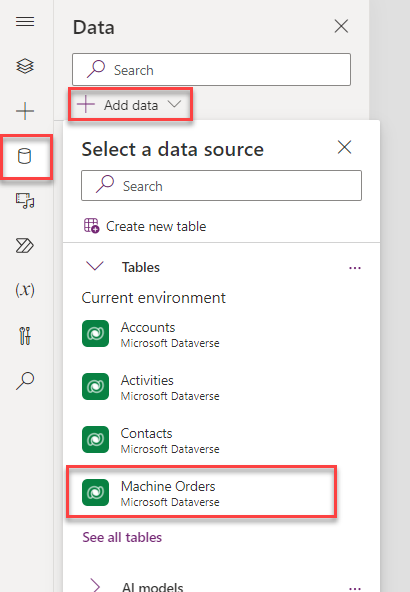 Data
Search
Add data
Select a data source
Search
Create new table
Tables
Current environment
Accounts
Microsoft Dataverse
Activities
Microsoft Dataverse
(x)
Contacts
Microsoft Dataverse
Machine Orders
Microsoft Dataverse
See all tables
AI models